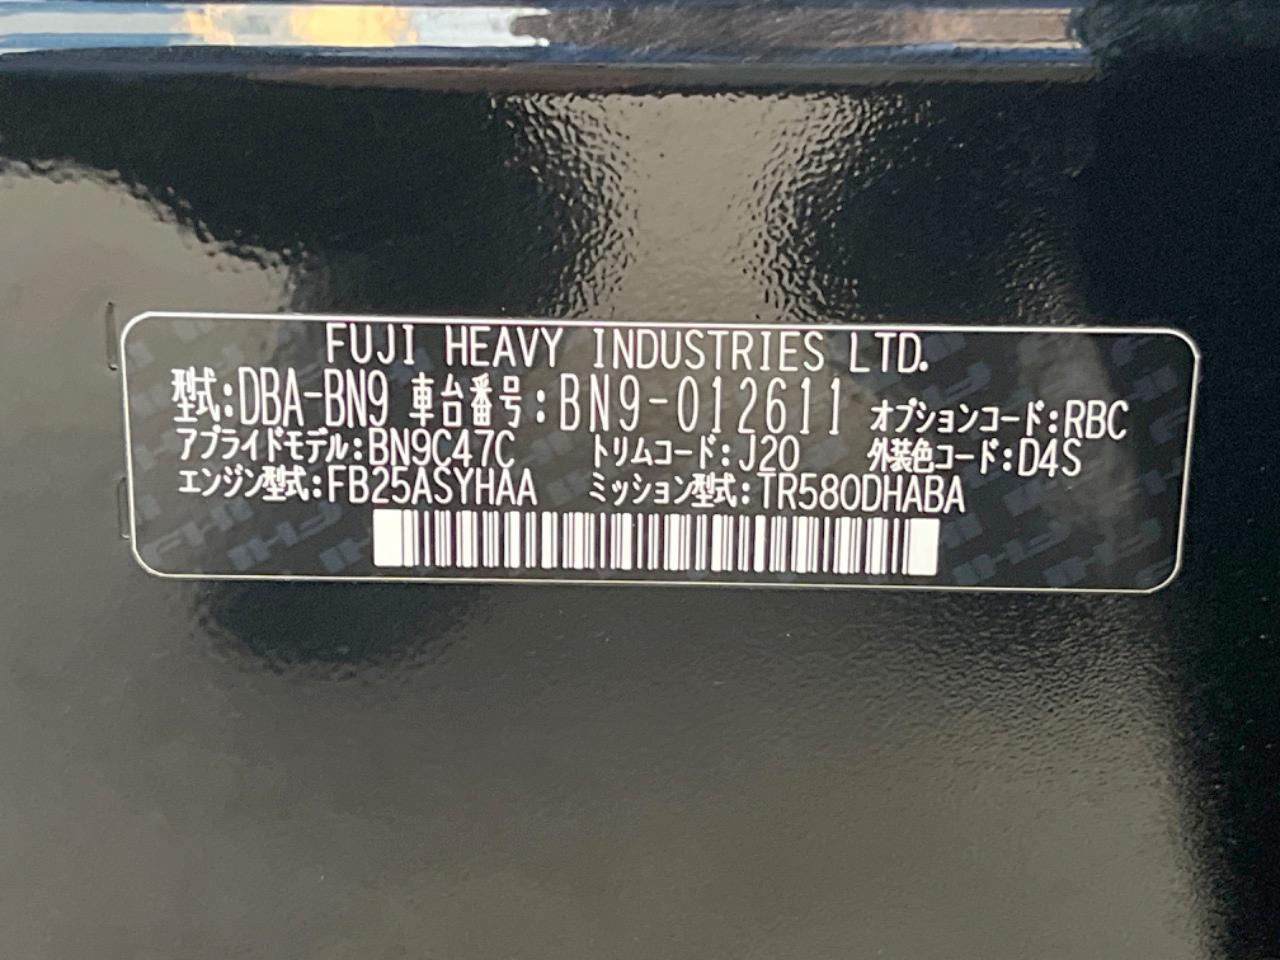 FUJI HEAVY INDUSTRIES LTD.
型式:DBA-BN9 車台番号:BN9-012611 オプションコード:RBC
アプライドモデル:BN9C47C トリムコード:J20 外装色コード:D4S
エンジン型式:FB25ASYHAA ミッション型式:TR580DHABA